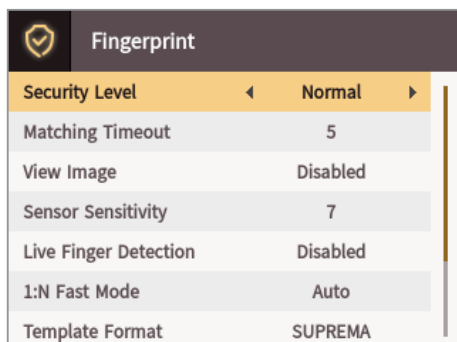 Fingerprint
Security Level Normal
Matching Timeout 5
View Image Disabled
Sensor Sensitivity 7
Live Finger Detection Disabled
1:N Fast Mode Auto
Template Format SUPREMA